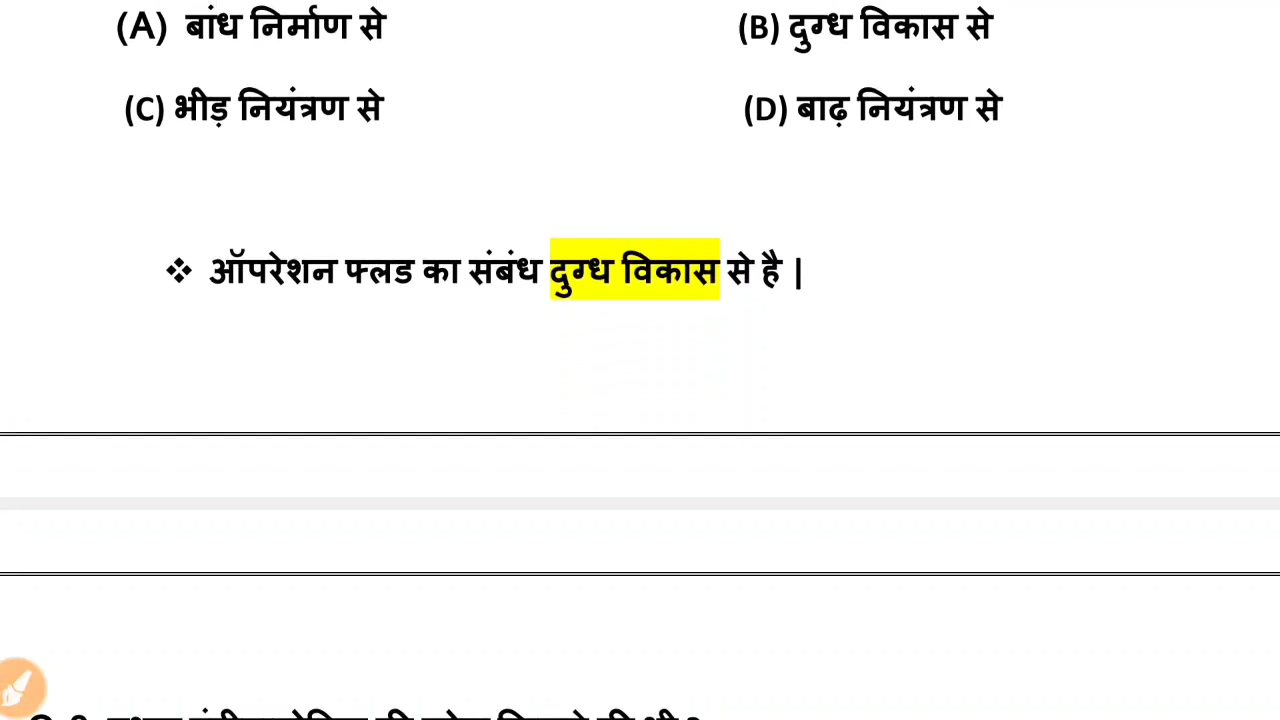 (A) बांध निर्माण से (B) दुग्ध विकास से
(C) भीड़ नियंत्रण से (D) बाढ़ नियंत्रण से
❖ ऑपरेशन फ्लड का संबंध दुग्ध विकास से है |